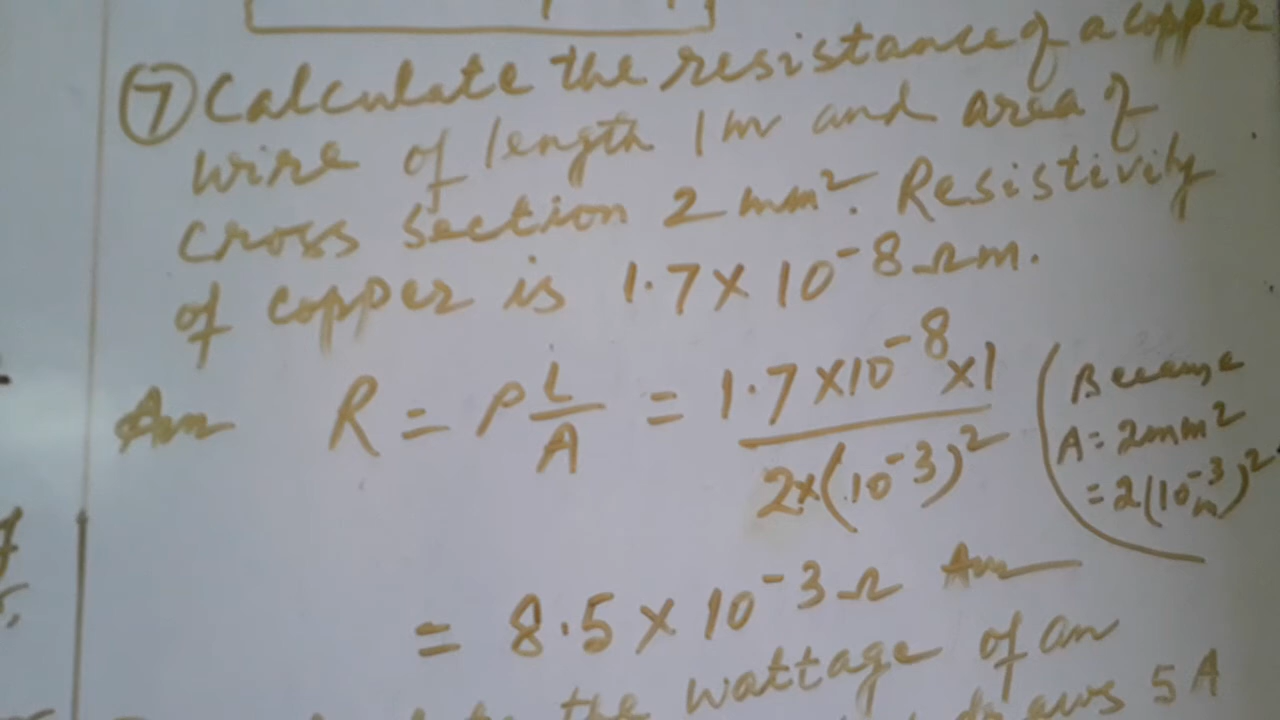 ⑦ Calculate the resistance of a copper
wire of length 1 m and area of
cross section 2 mm². Resistivity
of copper is 1.7 × 10⁻⁸ Ωm.
Ans R = ρ L/A = 1.7 × 10⁻⁸ × 1 / 2 × (10⁻³)²
(Because
A = 2mm²
= 2(10⁻³m)²
= 8.5 × 10⁻³ Ω Ans
the wattage of an
draws 5 A